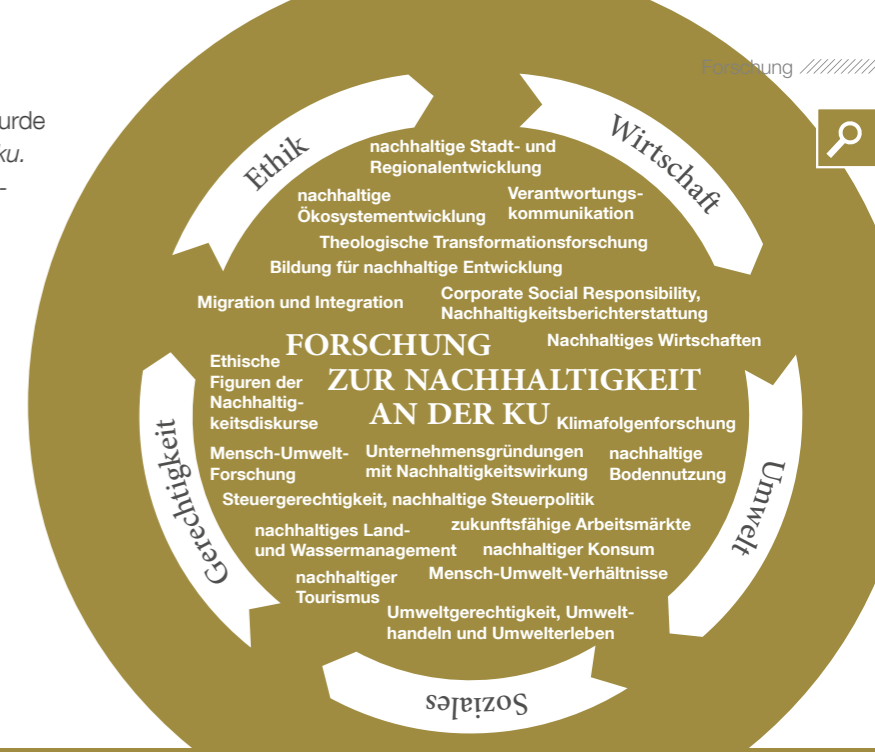 Forschung
urde
ku.
-
Ethik
Wirtschaft
nachhaltige Stadt- und
Regionalentwicklung
nachhaltige
Ökosystementwicklung
Verantwortungs-
kommunikation
Theologische Transformationsforschung
Bildung für nachhaltige Entwicklung
Migration und Integration
Corporate Social Responsibility,
Nachhaltigkeitsberichterstattung
FORSCHUNG
ZUR NACHHALTIGKEIT
AN DER KU
Nachhaltiges Wirtschaften
Ethische
Figuren der
Nachhaltig-
keitsdiskurse
Klimafolgenforschung
Mensch-Umwelt-
Forschung
Unternehmensgründungen
mit Nachhaltigkeitswirkung
nachhaltige
Bodennutzung
Steuergerechtigkeit, nachhaltige Steuerpolitik
nachhaltiges Land-
und Wassermanagement
zukunftsfähige Arbeitsmärkte
nachhaltiger Konsum
nachhaltiger
Tourismus
Mensch-Umwelt-Verhältnisse
Umweltgerechtigkeit, Umwelt-
handeln und Umwelterleben
Umwelt
Soziales
Gerechtigkeit